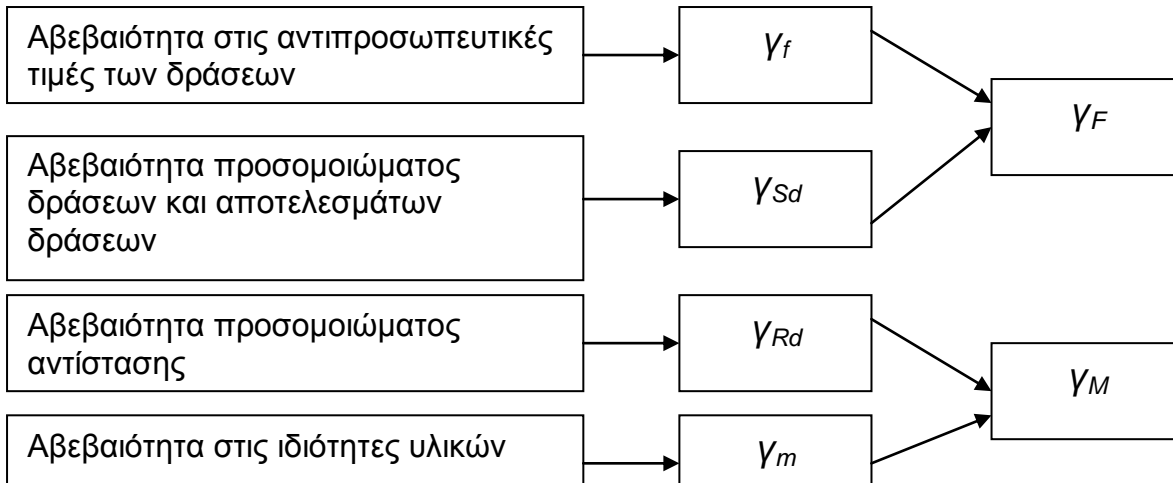 Αβεβαιότητα στις αντιπροσωπευτικές
τιμές των δράσεων
γf
γF
Αβεβαιότητα προσομοιώματος
δράσεων και αποτελεσμάτων
δράσεων
γSd
Αβεβαιότητα προσομοιώματος
αντίστασης
γRd
γM
Αβεβαιότητα στις ιδιότητες υλικών
γm